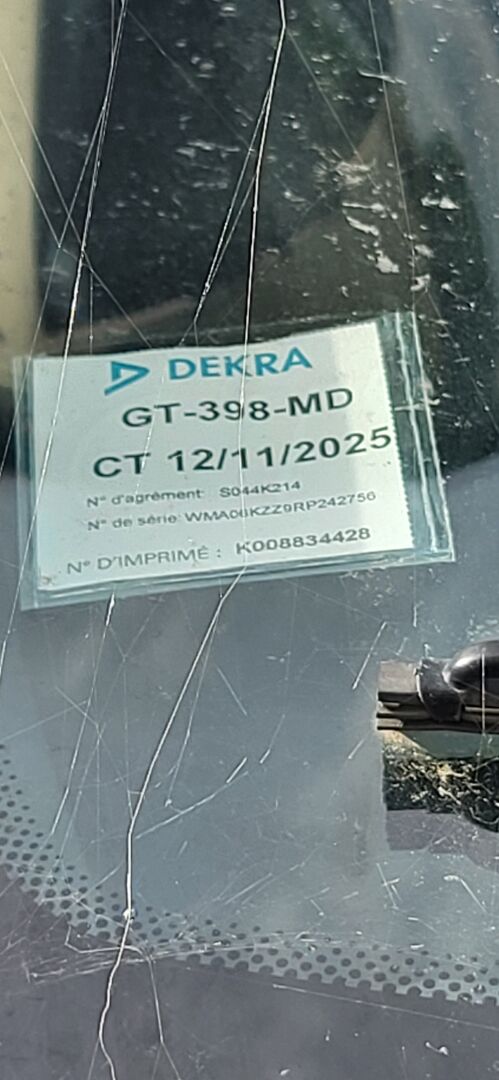 DEKRA
GT-398-MD
CT 12/11/2025
N° d'agrément: S044K214
N° de série: WMA06KZZ9RP242756
N° D'IMPRIMÉ : K008834428